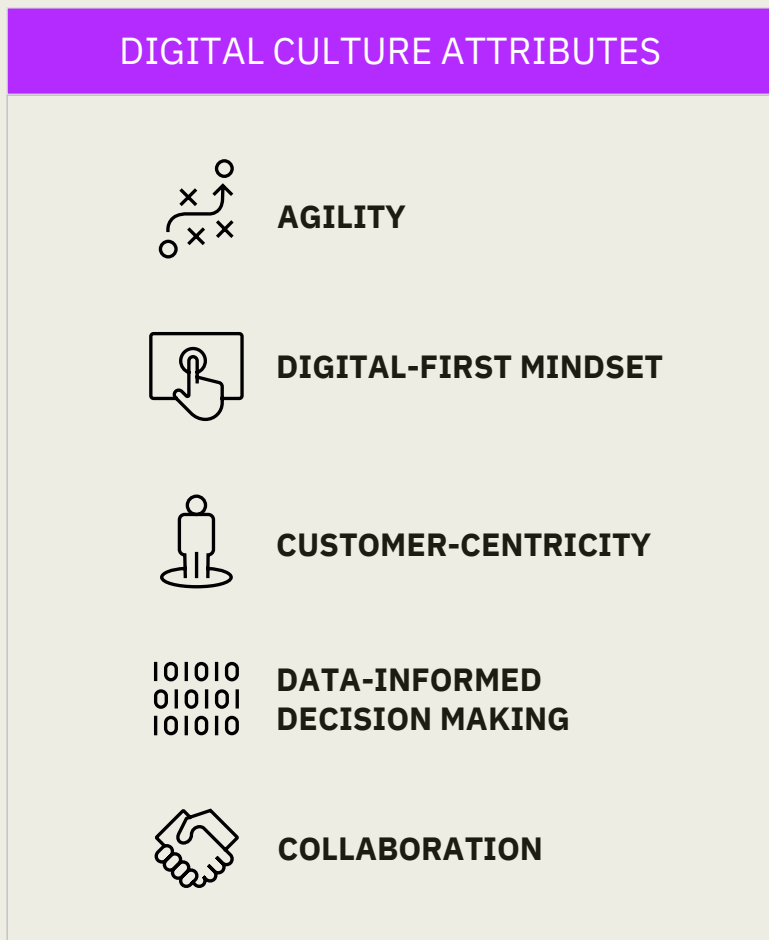 DIGITAL CULTURE ATTRIBUTES
AGILITY
DIGITAL-FIRST MINDSET
CUSTOMER-CENTRICITY
101010
DATA-INFORMED
010101
DECISION MAKING
101010
COLLABORATION